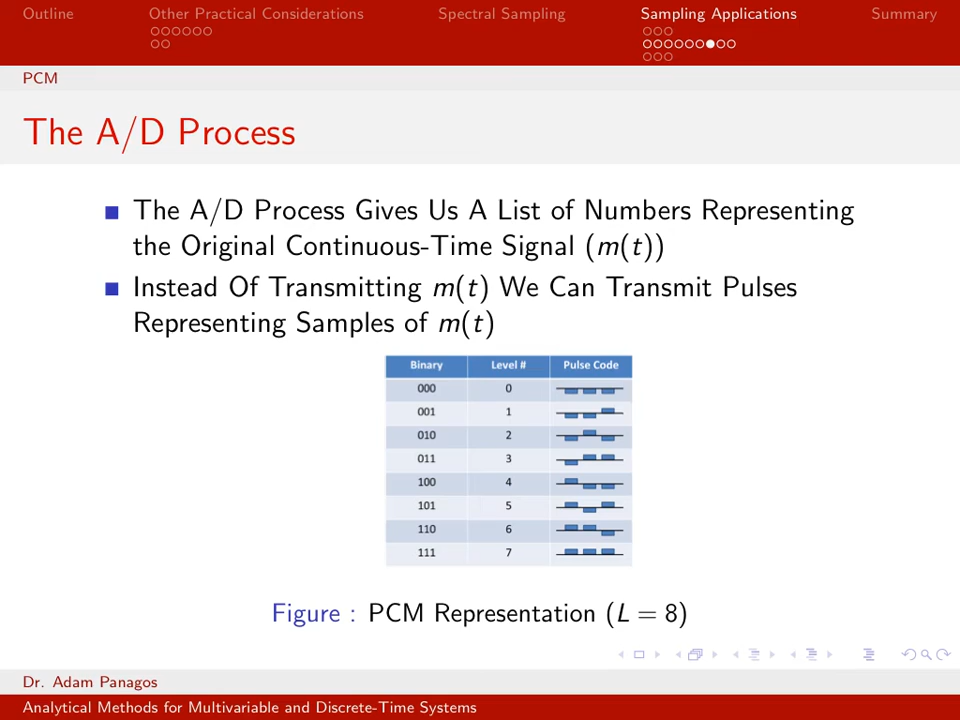 Outline Other Practical Considerations Spectral Sampling Sampling Applications Summary
PCM
The A/D Process
The A/D Process Gives Us A List of Numbers Representing
the Original Continuous-Time Signal (m(t))
Instead Of Transmitting m(t) We Can Transmit Pulses
Representing Samples of m(t)
Binary Level # Pulse Code
000 0
001 1
010 2
011 3
100 4
101 5
110 6
111 7
Figure : PCM Representation (L = 8)
Dr. Adam Panagos
Analytical Methods for Multivariable and Discrete-Time Systems